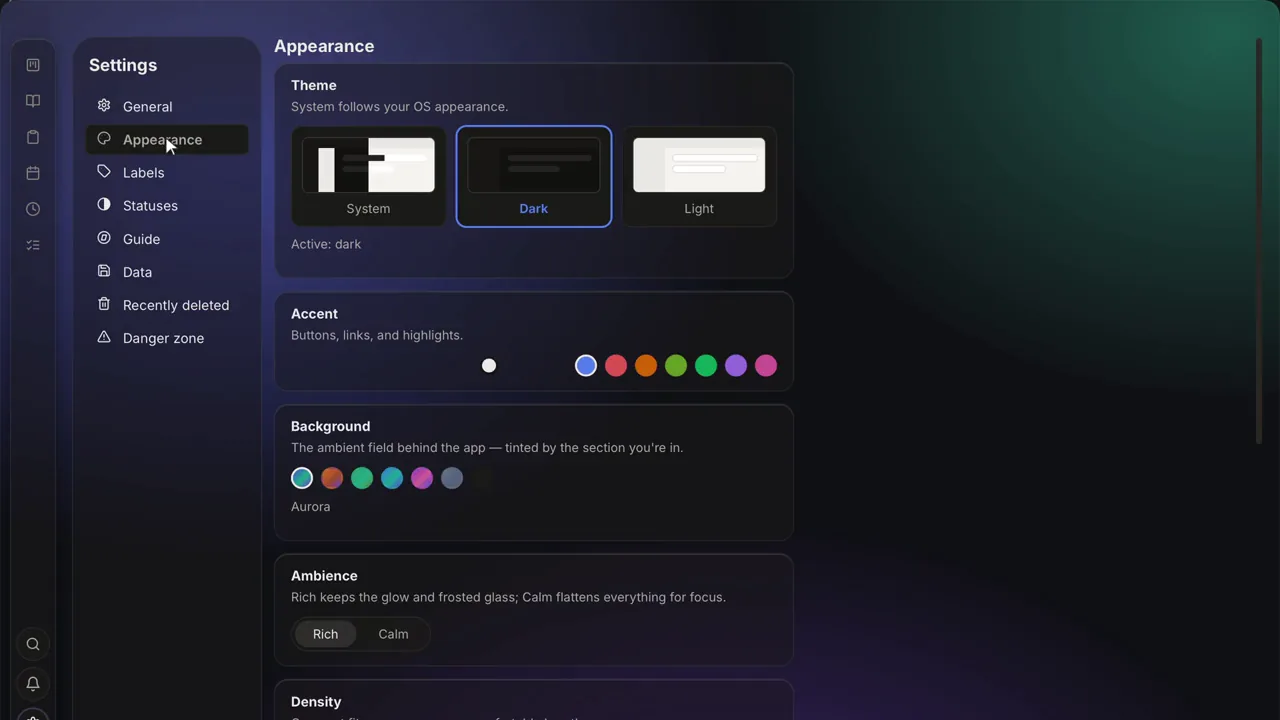 Settings
General
Appearance
Labels
Statuses
Guide
Data
Recently deleted
Danger zone
Appearance
Theme
System follows your OS appearance.
System
Dark
Light
Active: dark
Accent
Buttons, links, and highlights.
Background
The ambient field behind the app — tinted by the section you're in.
Aurora
Ambience
Rich keeps the glow and frosted glass; Calm flattens everything for focus.
Rich
Calm
Density